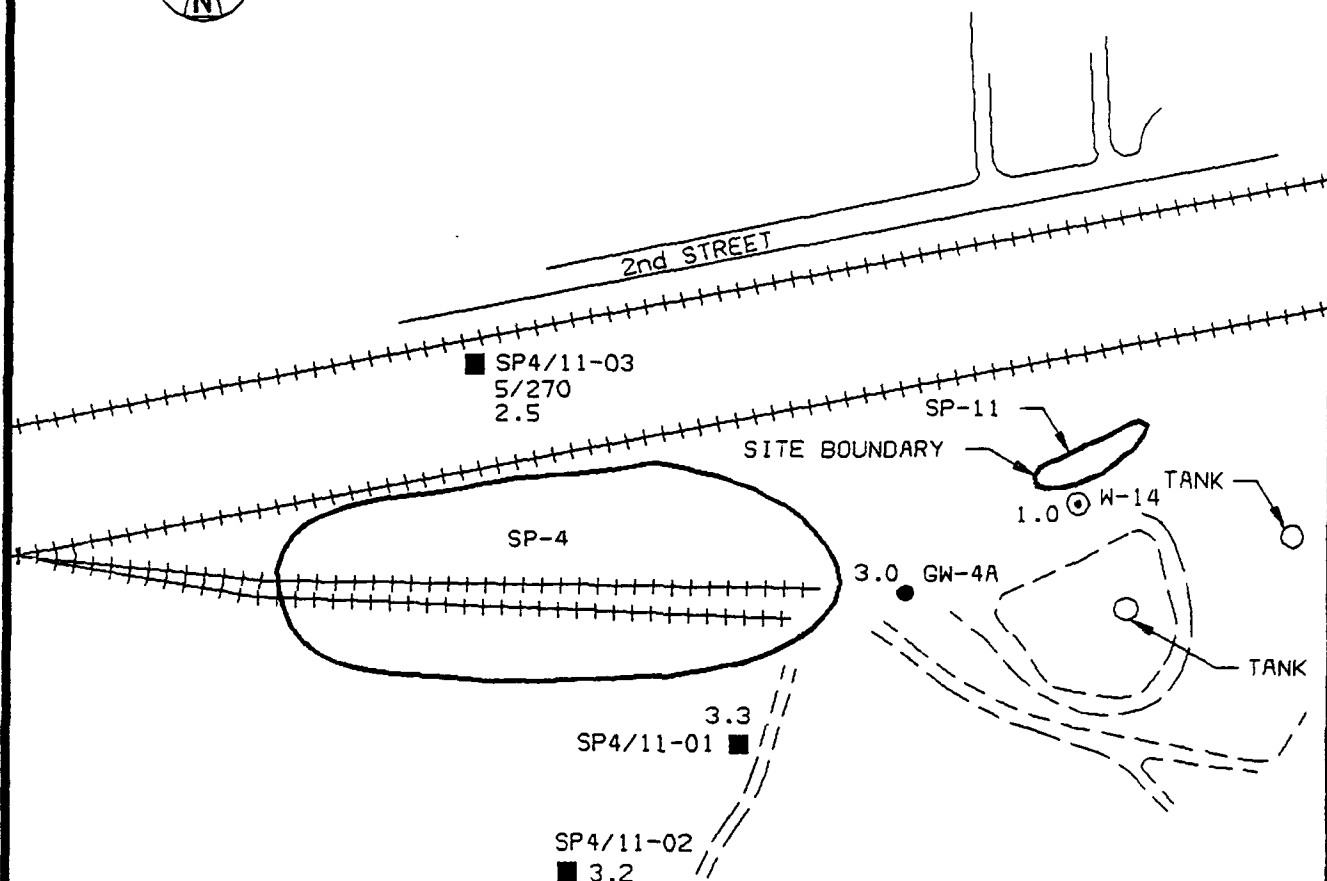 N
2nd STREET
SP4/11-03
5/270
2.5
SP-11
SITE BOUNDARY
TANK
W-14
1.0
SP-4
3.0 GW-4A
TANK
3.3
SP4/11-01
SP4/11-02
3.2